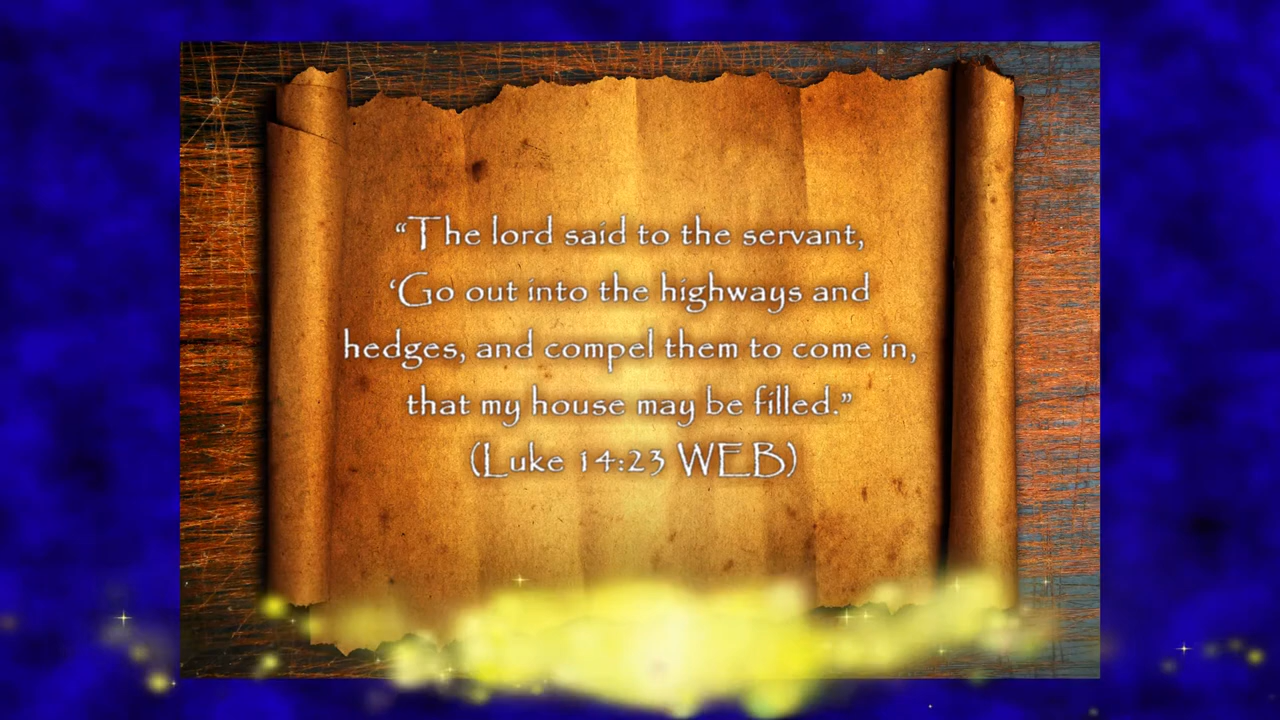 “The lord said to the servant,
‘Go out into the highways and
hedges, and compel them to come in,
that my house may be filled.”
(Luke 14:23 WEB)